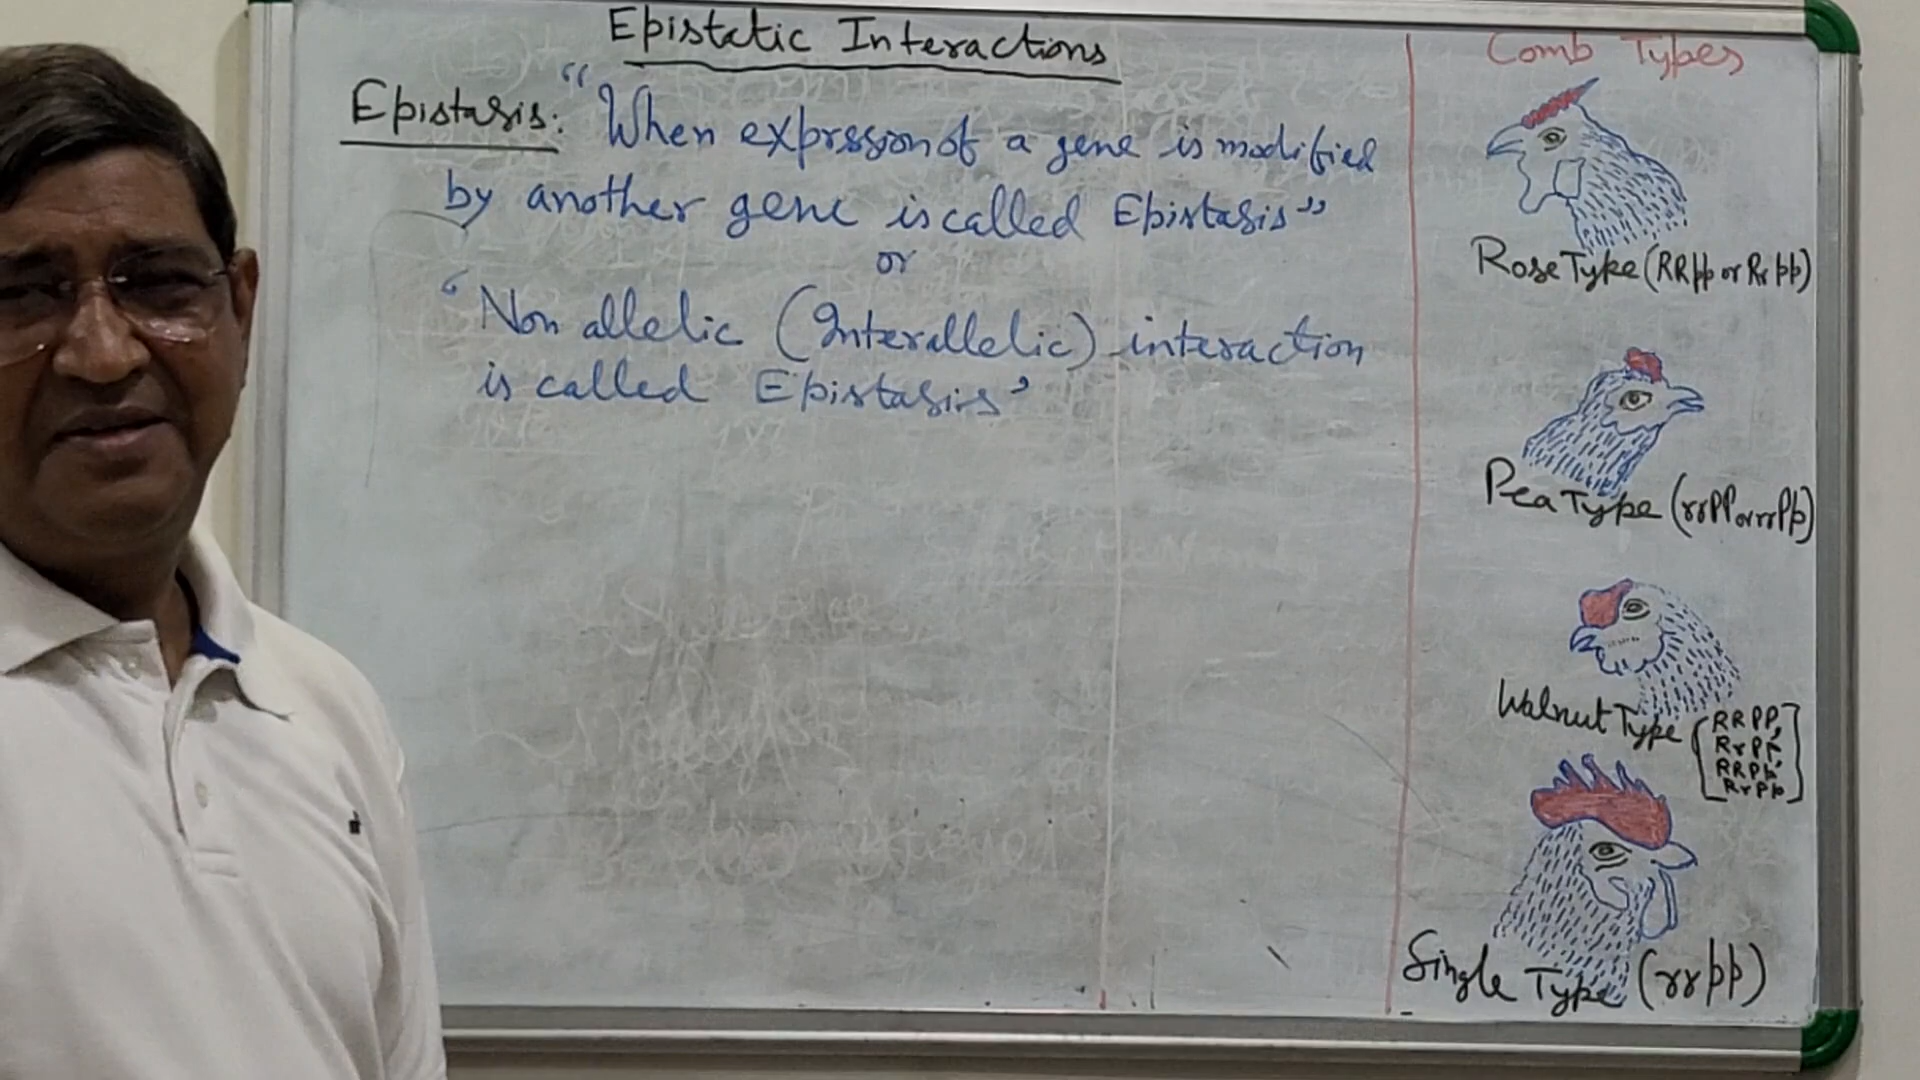 Epistatic Interactions
Epistasis: "When exprssion of a gene is modified
by another gene is called Epistasis"
or
"Non allelic (Interallelic) interaction
is called Epistasis"
Comb Types
Rose Type (RRpp or Rrpp)
Pea Type (rrPP or rrPp)
Walnut Type [RRPP,
RrPP,
RRPp,
RrPp]
Single Type (rrpp)